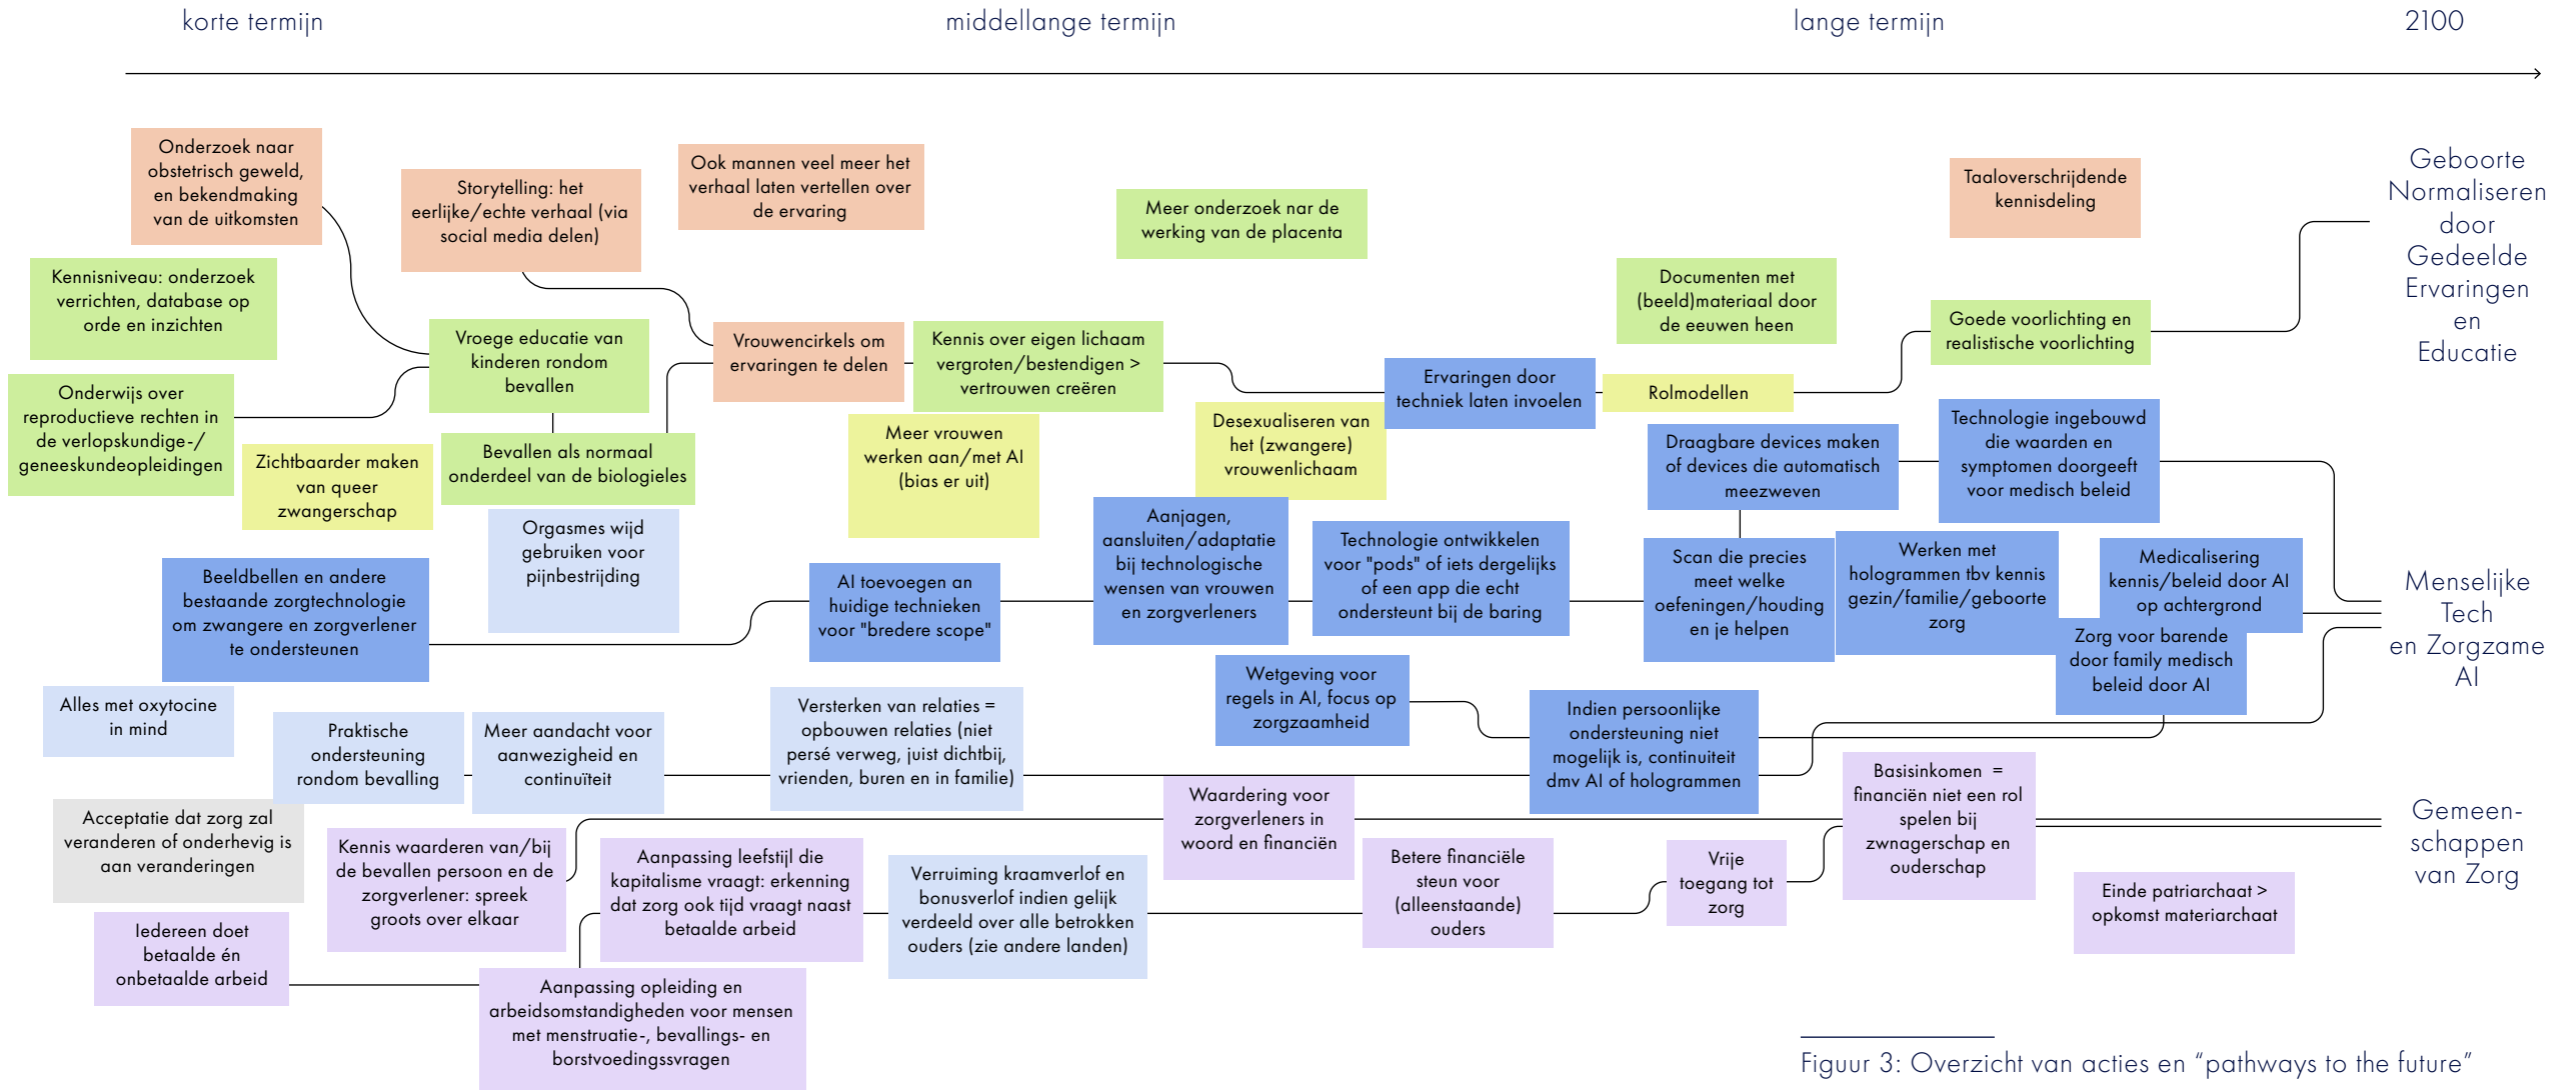 korte termijn
middellange termijn
lange termijn
2100
Onderzoek naar
obstetrisch geweld,
en bekendmaking
van de uitkomsten
Storytelling: het
eerlijke/echte verhaal (via
social media delen)
Ook mannen veel meer het
verhaal laten vertellen over
de ervaring
Meer onderzoek nar de
werking van de placenta
Taaloverschrijdende
kennisdeling
Geboorte
Normaliseren
door
Gedeelde
Ervaringen
en
Educatie
Kennisniveau: onderzoek
verrichten, database op
orde en inzichten
Vroege educatie van
kinderen rondom
bevallen
Vrouwencirkels om
ervaringen te delen
Kennis over eigen lichaam
vergroten/bestendigen >
vertrouwen creëren
Documenten met
(beeld)materiaal door
de eeuwen heen
Goede voorlichting en
realistische voorlichting
Onderwijs over
reproductieve rechten in
de verlopskundige-/
geneeskundeopleidingen
Zichtbaarder maken
van queer
zwangerschap
Bevallen als normaal
onderdeel van de biologieles
Meer vrouwen
werken aan/met AI
(bias er uit)
Desexualiseren van
het (zwangere)
vrouwenlichaam
Ervaringen door
techniek laten invoelen
Rolmodellen
Draagbare devices maken
of devices die automatisch
meezweven
Technologie ingebouwd
die waarden en
symptomen doorgeeft
voor medisch beleid
Orgasmes wijd
gebruiken voor
pijnbestrijding
Beeldbellen en andere
bestaande zorgtechnologie
om zwangere en zorgverlener
te ondersteunen
AI toevoegen an
huidige technieken
voor "bredere scope"
Aanjagen,
aansluiten/adaptatie
bij technologische
wensen van vrouwen
en zorgverleners
Technologie ontwikkelen
voor "pods" of iets dergelijks
of een app die echt
ondersteunt bij de baring
Scan die precies
meet welke
oefeningen/houding
en je helpen
Werken met
hologrammen tbv kennis
gezin/familie/geboorte
zorg
Medicalisering
kennis/beleid door AI
op achtergrond
Zorg voor barende
door family medisch
beleid door AI
Menselijke
Tech
en Zorgzame
AI
Alles met oxytocine
in mind
Praktische
ondersteuning
rondom bevalling
Meer aandacht voor
aanwezigheid en
continuïteit
Versterken van relaties =
opbouwen relaties (niet
persé verweg, juist dichtbij,
vrienden, buren en in familie)
Wetgeving voor
regels in AI, focus op
zorgzaamheid
Indien persoonlijke
ondersteuning niet
mogelijk is, continuiteit
dmv AI of hologrammen
Acceptatie dat zorg zal
veranderen of onderhevig is
aan veranderingen
Kennis waarderen van/bij
de bevallen persoon en de
zorgverlener: spreek
groots over elkaar
Aanpassing leefstijl die
kapitalisme vraagt: erkenning
dat zorg ook tijd vraagt naast
betaalde arbeid
Verruiming kraamverlof en
bonusverlof indien gelijk
verdeeld over alle betrokken
ouders (zie andere landen)
Waardering voor
zorgverleners in
woord en financiën
Betere financiële
steun voor
(alleenstaande)
ouders
Vrije
toegang tot
zorg
Basisinkomen =
financiën niet een rol
spelen bij
zwnagerschap en
ouderschap
Einde patriarchaat >
opkomst materiarchaat
Gemeen-
schappen
van Zorg
Iedereen doet
betaalde én
onbetaalde arbeid
Aanpassing opleiding en
arbeidsomstandigheden voor mensen
met menstruatie-, bevallings- en
borstvoedingssvragen
Figuur 3: Overzicht van acties en “pathways to the future”